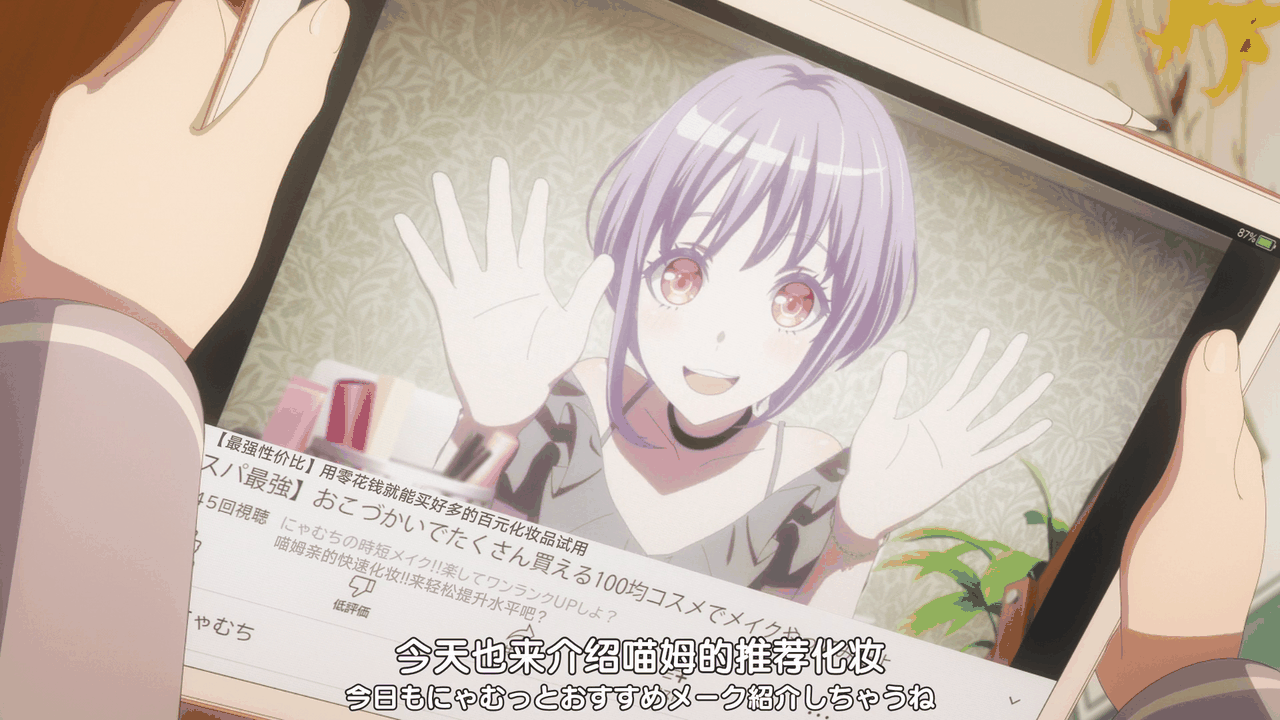 87%
【最强性价比】用零花钱就能买好多的百元化妆品试用
スパ最強】おこづかいでたくさん買える100均コスメでメイクや
45回視聴
にゃむちの時短メイク!!楽してワンランクUPしよ？
喵姆亲的快速化妆!!来轻松提升水平吧？
低評価
ゃむち
今天也来介绍喵姆的推荐化妆
今日もにゃむっとおすすめメーク紹介しちゃうね